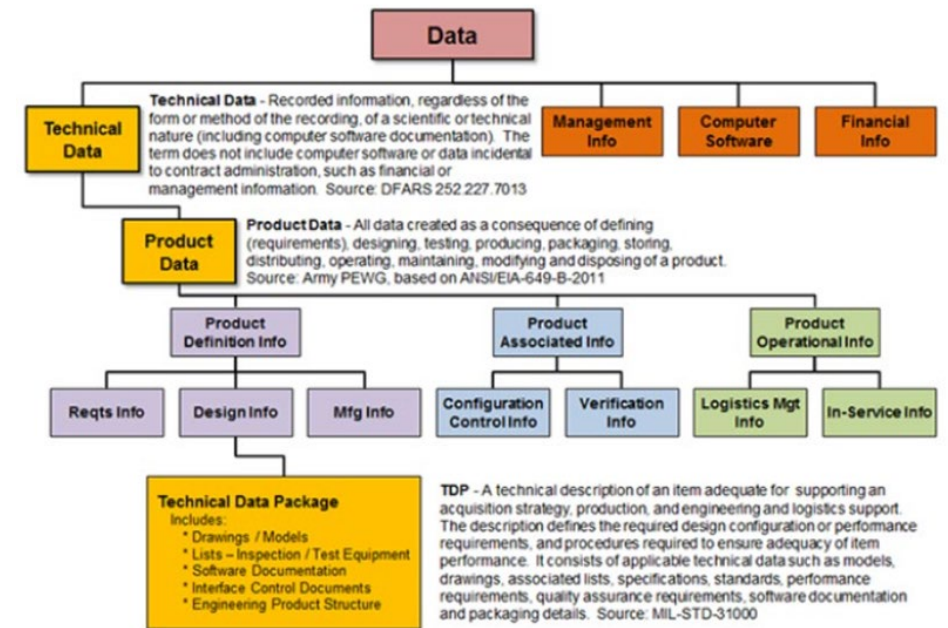 Data
Technical
Data
Technical Data - Recorded information, regardless of the
form or method of the recording, of a scientific or technical
nature (including computer software documentation). The
term does not include computer software or data incidental
to contract administration, such as financial or
management information. Source: DFARS 252.227.7013
Management
Info
Computer
Software
Financial
Info
Product
Data
Product Data - All data created as a consequence of defining
(requirements), designing, testing, producing, packaging, storing,
distributing, operating, maintaining, modifying and disposing of a product.
Source: Army PEWG, based on ANSI/EIA-649-B-2011
Product
Definition Info
Product
Associated Info
Product
Operational Info
Reqts Info
Design Info
Mfg Info
Configuration
Control Info
Verification
Info
Logistics Mgt
Info
In-Service Info
Technical Data Package
Includes:
* Drawings / Models
* Lists – Inspection / Test Equipment
* Software Documentation
* Interface Control Documents
* Engineering Product Structure
TDP - A technical description of an item adequate for supporting an
acquisition strategy, production, and engineering and logistics support.
The description defines the required design configuration or performance
requirements, and procedures required to ensure adequacy of item
performance. It consists of applicable technical data such as models,
drawings, associated lists, specifications, standards, performance
requirements, quality assurance requirements, software documentation
and packaging details. Source: MIL-STD-31000